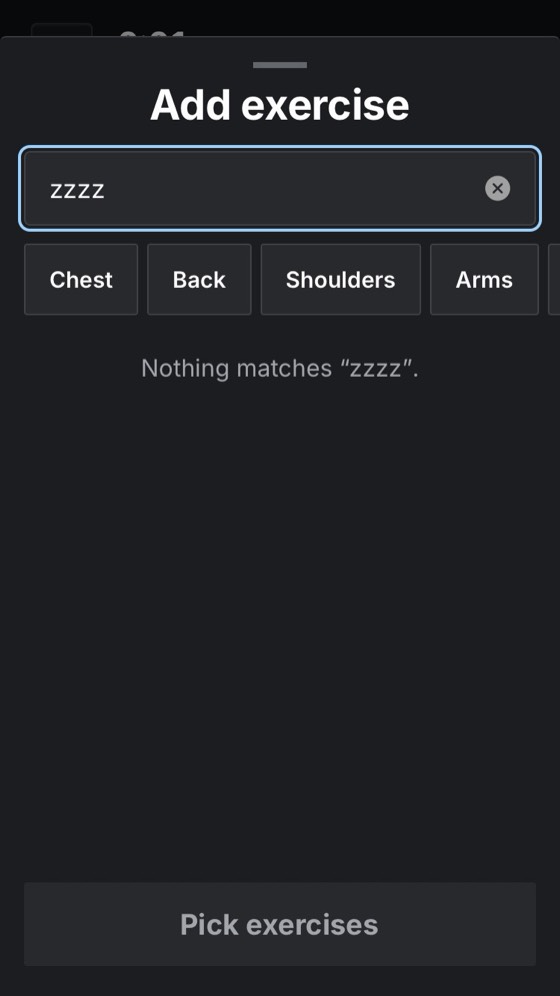 Add exercise
zzzz
Chest Back Shoulders Arms
Nothing matches “zzzz”.
Pick exercises